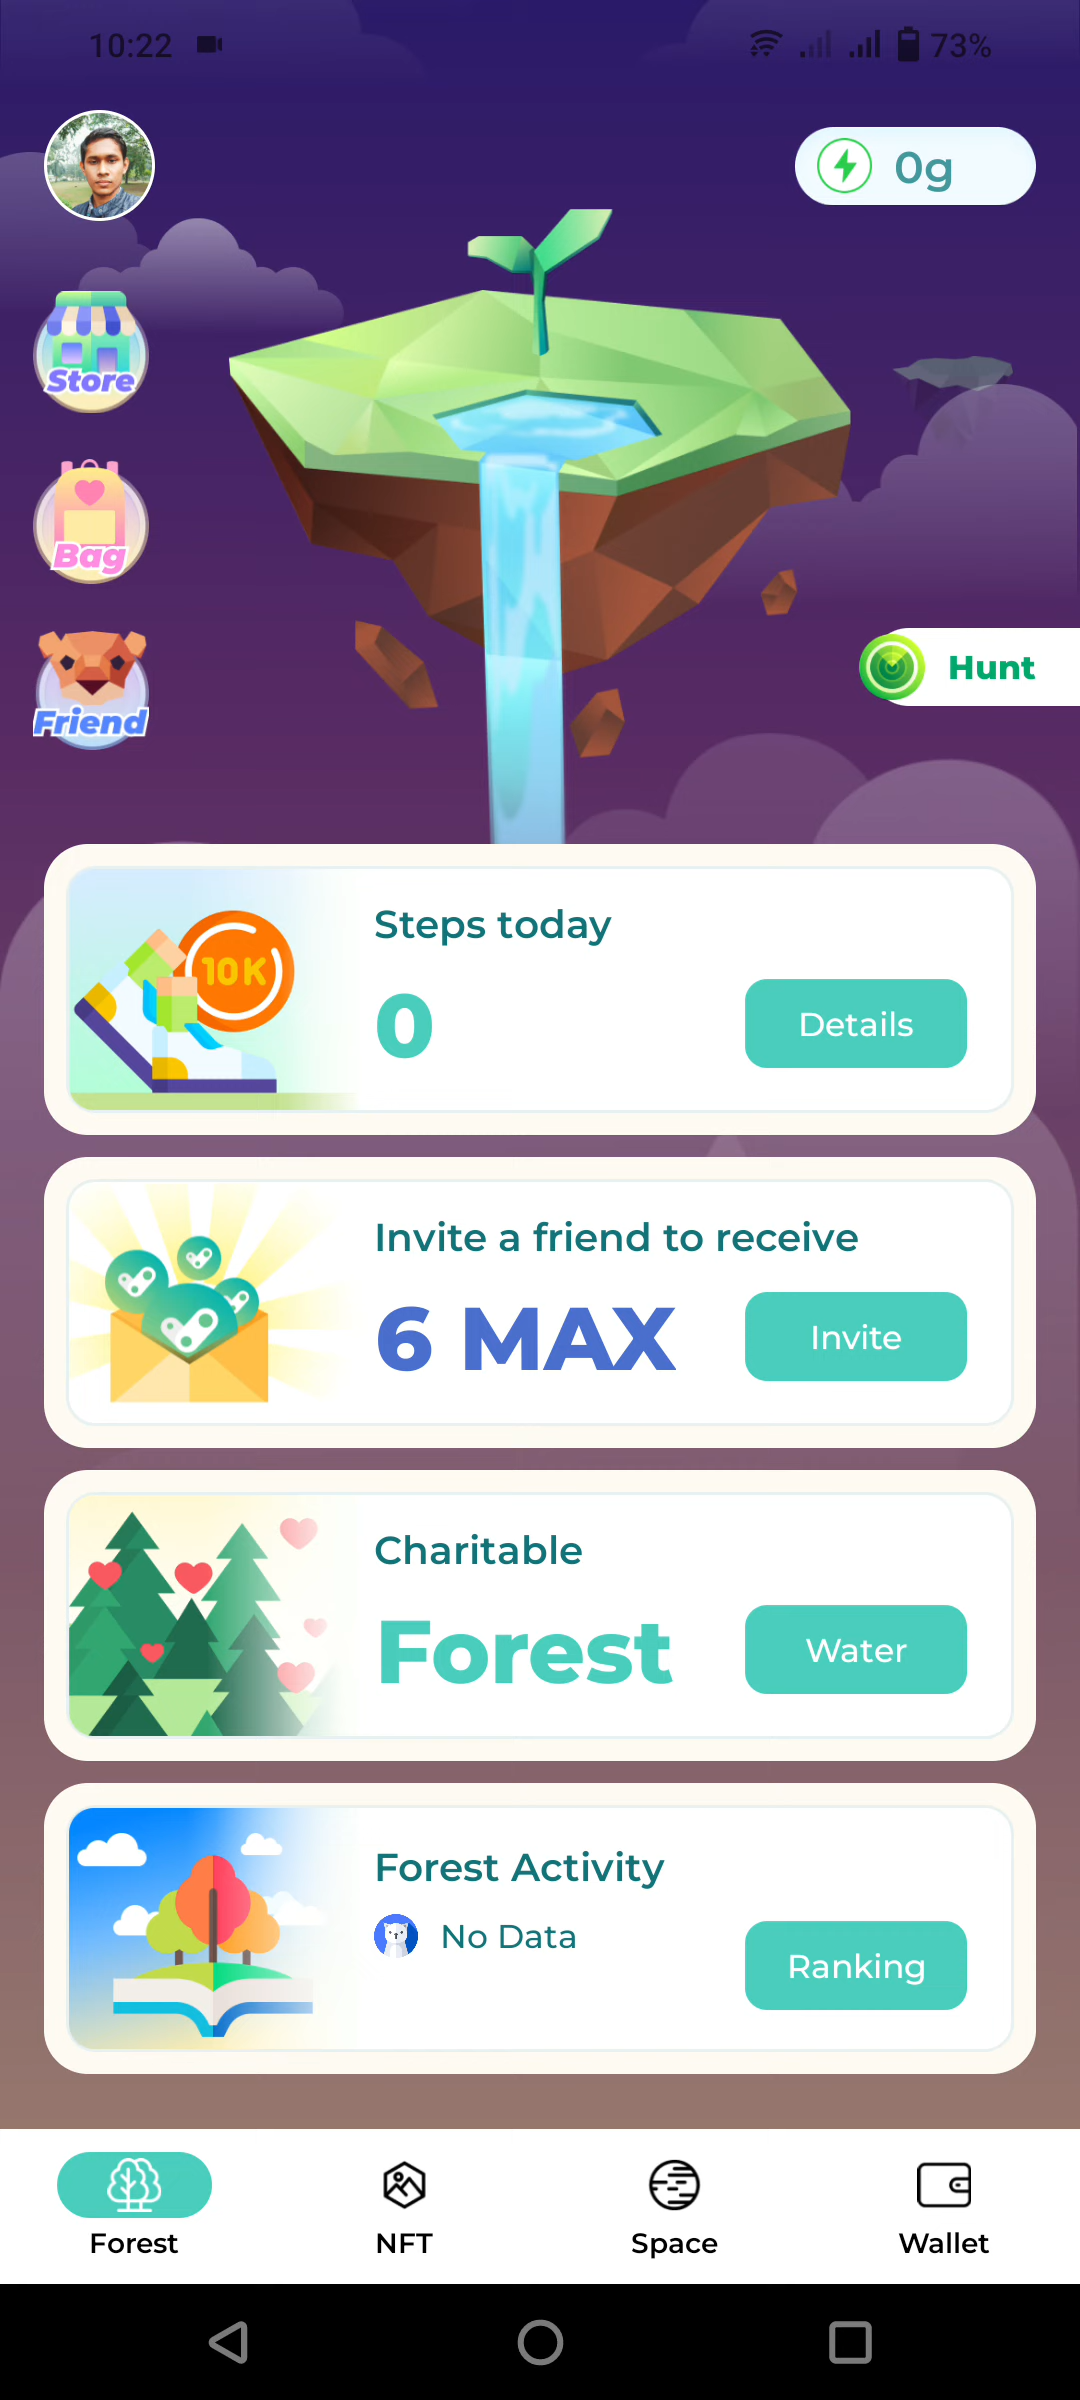 10:22
73%
0g
Store
Bag
Friend
Hunt
Steps today
10K
0
Details
Invite a friend to receive
6 MAX
Invite
Charitable
Forest
Water
Forest Activity
No Data
Ranking
Forest
NFT
Space
Wallet